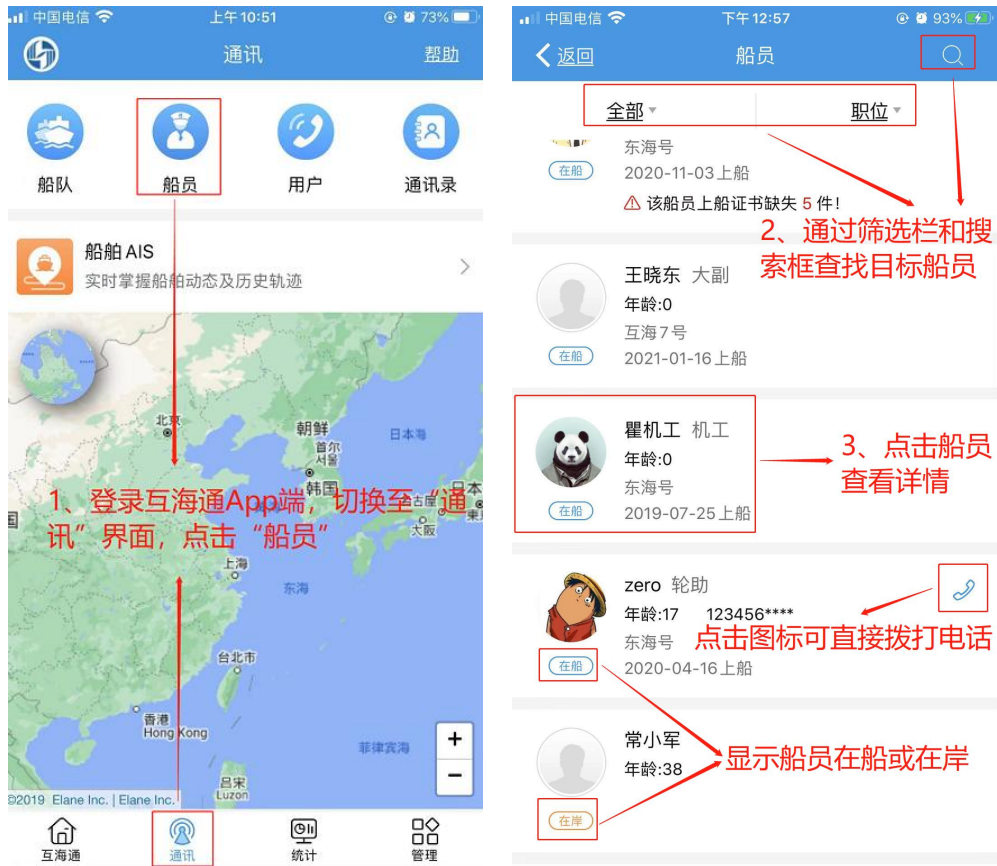 中国电信 上午10:51 73%
通讯 帮助
船队 船员 用户 通讯录
船舶 AIS
实时掌握船舶动态及历史轨迹
北京
朝鲜
日本海
首尔
서울
韩国
1、登录互海通App端，切换至“通
讯”界面，点击“船员”
名古屋
日本
大阪
上海
东海
台北市
香港
Hong Kong
菲律宾海
吕宋
Luzon
+
−
©2019 Elane Inc. | Elane Inc.
互海通 通讯 统计 管理
中国电信 下午12:57 93%
返回 船员
全部 职位
东海号
在船 2020-11-03上船
该船员上船证书缺失 5 件!
2、通过筛选栏和搜
索框查找目标船员
王晓东 大副
年龄:0
互海7号
在船 2021-01-16上船
瞿机工 机工
年龄:0
东海号
在船 2019-07-25上船
3、点击船员
查看详情
zero 轮助
年龄:17 123456****
东海号
点击图标可直接拨打电话
在船 2020-04-16上船
常小军
年龄:38
显示船员在船或在岸
在岸